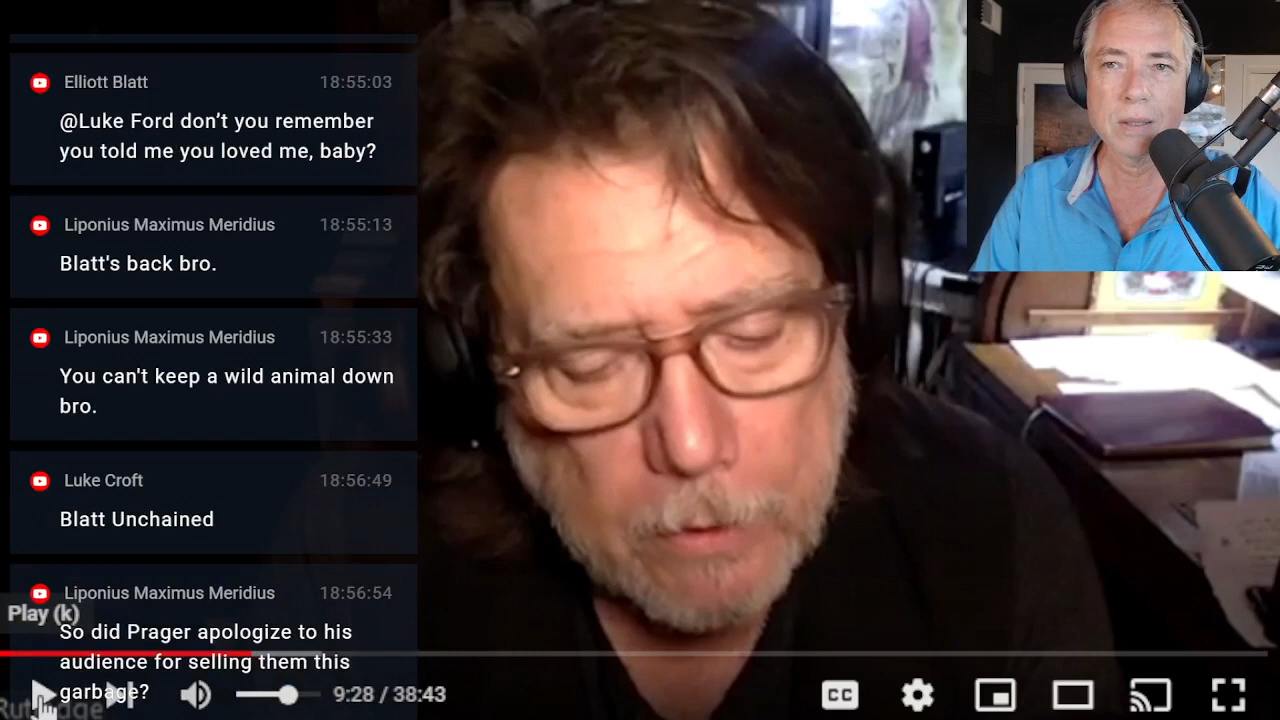 Elliott Blatt 18:55:03
@Luke Ford don’t you remember
you told me you loved me, baby?
Liponius Maximus Meridius 18:55:13
Blatt's back bro.
Liponius Maximus Meridius 18:55:33
You can't keep a wild animal down
bro.
Luke Croft 18:56:49
Blatt Unchained
Liponius Maximus Meridius 18:56:54
Play (k)
So did Prager apologize to his
audience for selling them this
garbage?
9:28 / 38:43
CC